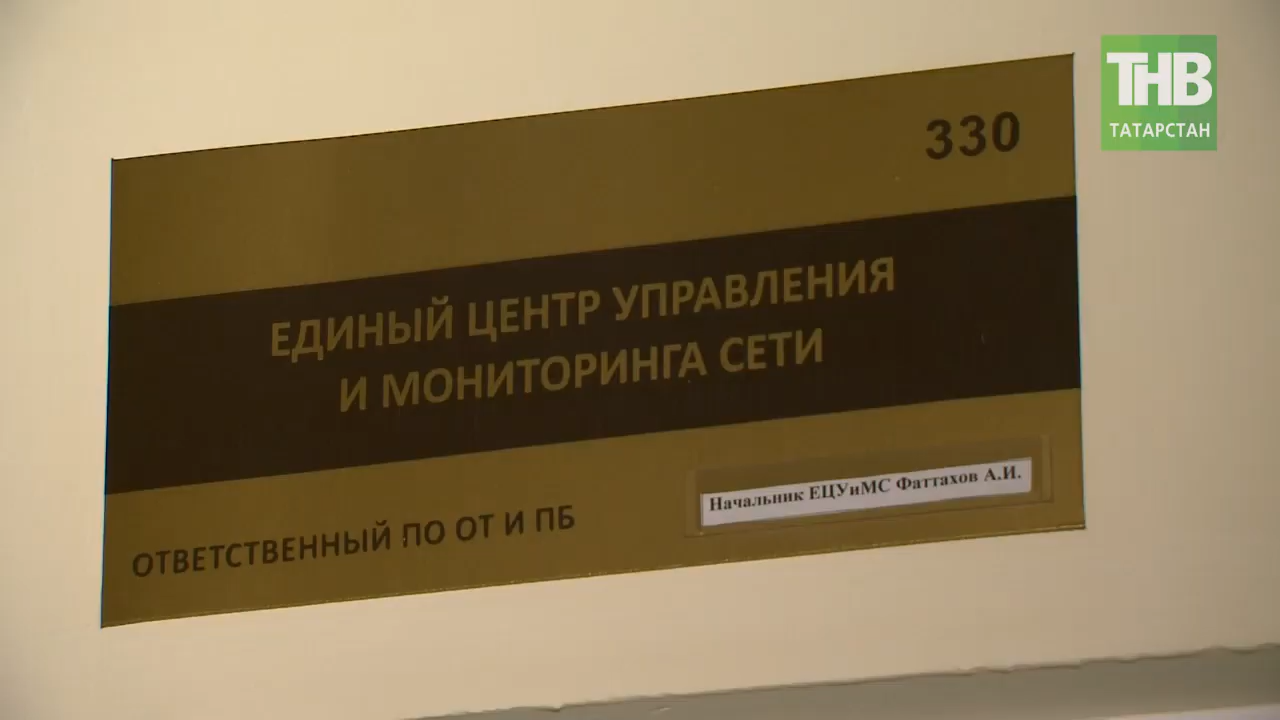 ТНВ
ТАТАРСТАН
330
ЕДИНЫЙ ЦЕНТР УПРАВЛЕНИЯ
И МОНИТОРИНГА СЕТИ
ОТВЕТСТВЕННЫЙ ПО ОТ И ПБ
Начальник ЕЦУиМС Фаттахов А.И.